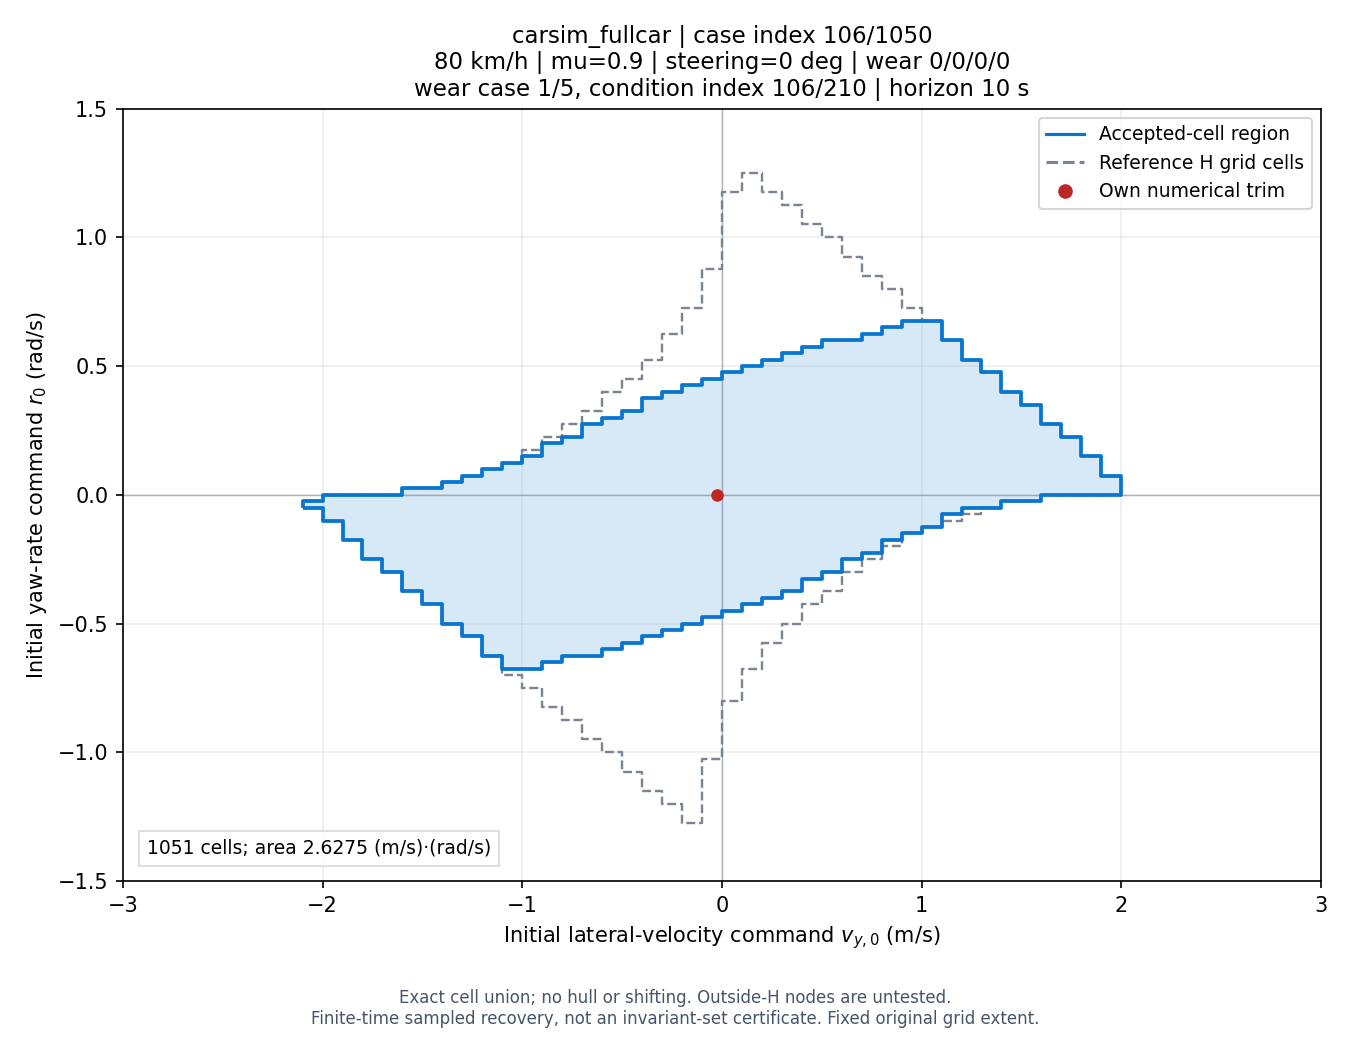 carsim_fullcar | case index 106/1050
80 km/h | mu=0.9 | steering=0 deg | wear 0/0/0/0
wear case 1/5, condition index 106/210 | horizon 10 s
1.5
1.0
0.5
0.0
−0.5
−1.0
−1.5
Initial yaw-rate command r₀ (rad/s)
Accepted-cell region
Reference H grid cells
Own numerical trim
1051 cells; area 2.6275 (m/s)·(rad/s)
−3
−2
−1
0
1
2
3
Initial lateral-velocity command v_{y,0} (m/s)
Exact cell union; no hull or shifting. Outside-H nodes are untested.
Finite-time sampled recovery, not an invariant-set certificate. Fixed original grid extent.